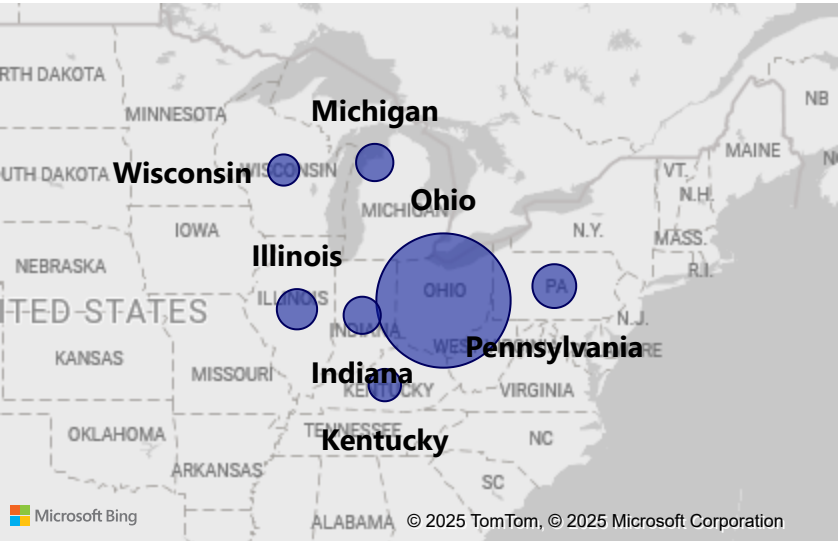 NB
RTH DAKOTA
MINNESOTA
Michigan
MAINE
VT.
OUTH DAKOTA
Wisconsin
WISCONSIN
N.H.
Ohio
MICHIGAN
IOWA
N.Y.
MASS.
Illinois
NEBRASKA
R.I.
ILLINOIS
OHIO
PA
ITED STATES
N.J.
INDIANA
KANSAS
Pennsylvania
MISSOURI
Indiana
KENTUCKY
VIRGINIA
OKLAHOMA
TENNESSEE
Kentucky
NC
ARKANSAS
SC
Microsoft Bing
ALABAMA
© 2025 TomTom, © 2025 Microsoft Corporation